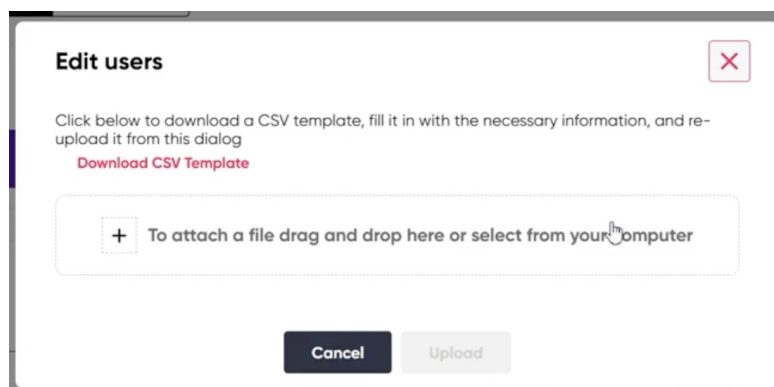 Edit users
Click below to download a CSV template, fill it in with the necessary information, and re-
upload it from this dialog
Download CSV Template
To attach a file drag and drop here or select from your computer
Cancel
Upload